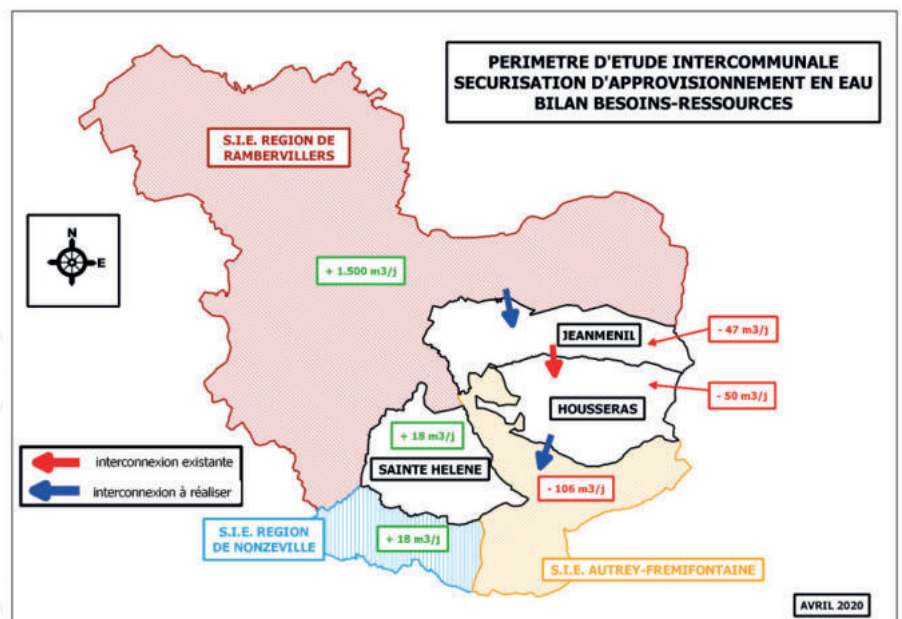 PERIMETRE D'ETUDE INTERCOMMUNALE
SECURISATION D'APPROVISIONNEMENT EN EAU
BILAN BESOINS-RESSOURCES
S.I.E. REGION DE
RAMBERVILLERS
N
E
+ 1.500 m3/j
JEANMENIL
- 47 m3/j
- 50 m3/j
HOUSSERAS
+ 18 m3/j
SAINTE HELENE
- 106 m3/j
interconnexion existante
interconnexion à réaliser
S.I.E. REGION
DE NONZEVILLE
+ 18 m3/j
S.I.E. AUTREY-FREMIFONTAINE
AVRIL 2020